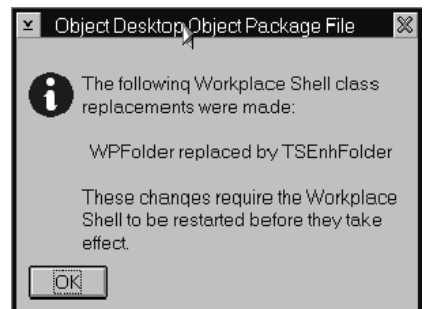 Object Desktop Object Package File
The following Workplace Shell class
replacements were made:
WPFolder replaced by TSEnhFolder
These changes require the Workplace
Shell to be restarted before they take
effect.
OK